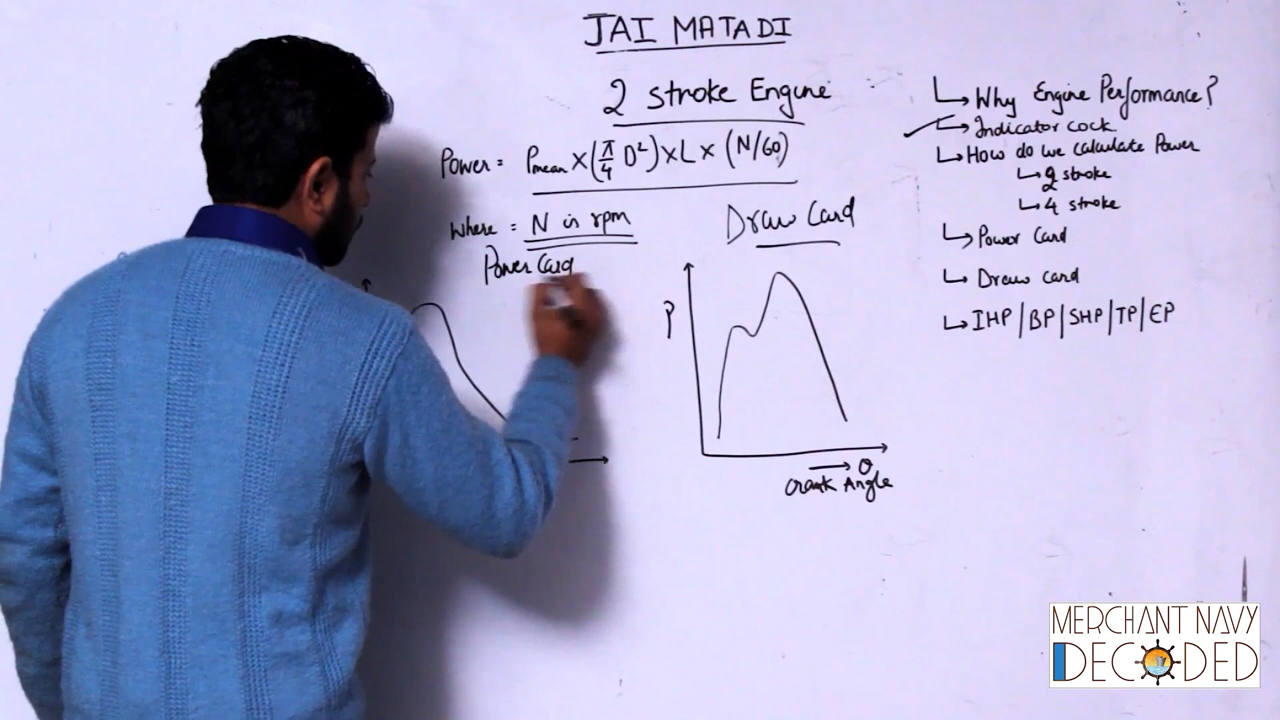 JAI MATADI
2 stroke Engine
Power = Pmean × (π/4 D²) × L × (N/60)
Where = N is rpm
Power Card
Draw Card
P
→ θ
Crank Angle
↳ Why Engine Performance?
↳ Indicator cock
↳ How do we calculate Power
↳ 2 stroke
↳ 4 stroke
↳ Power Card
↳ Draw card
↳ IHP | BP | SHP | TP | EP
MERCHANT NAVY
DECODED